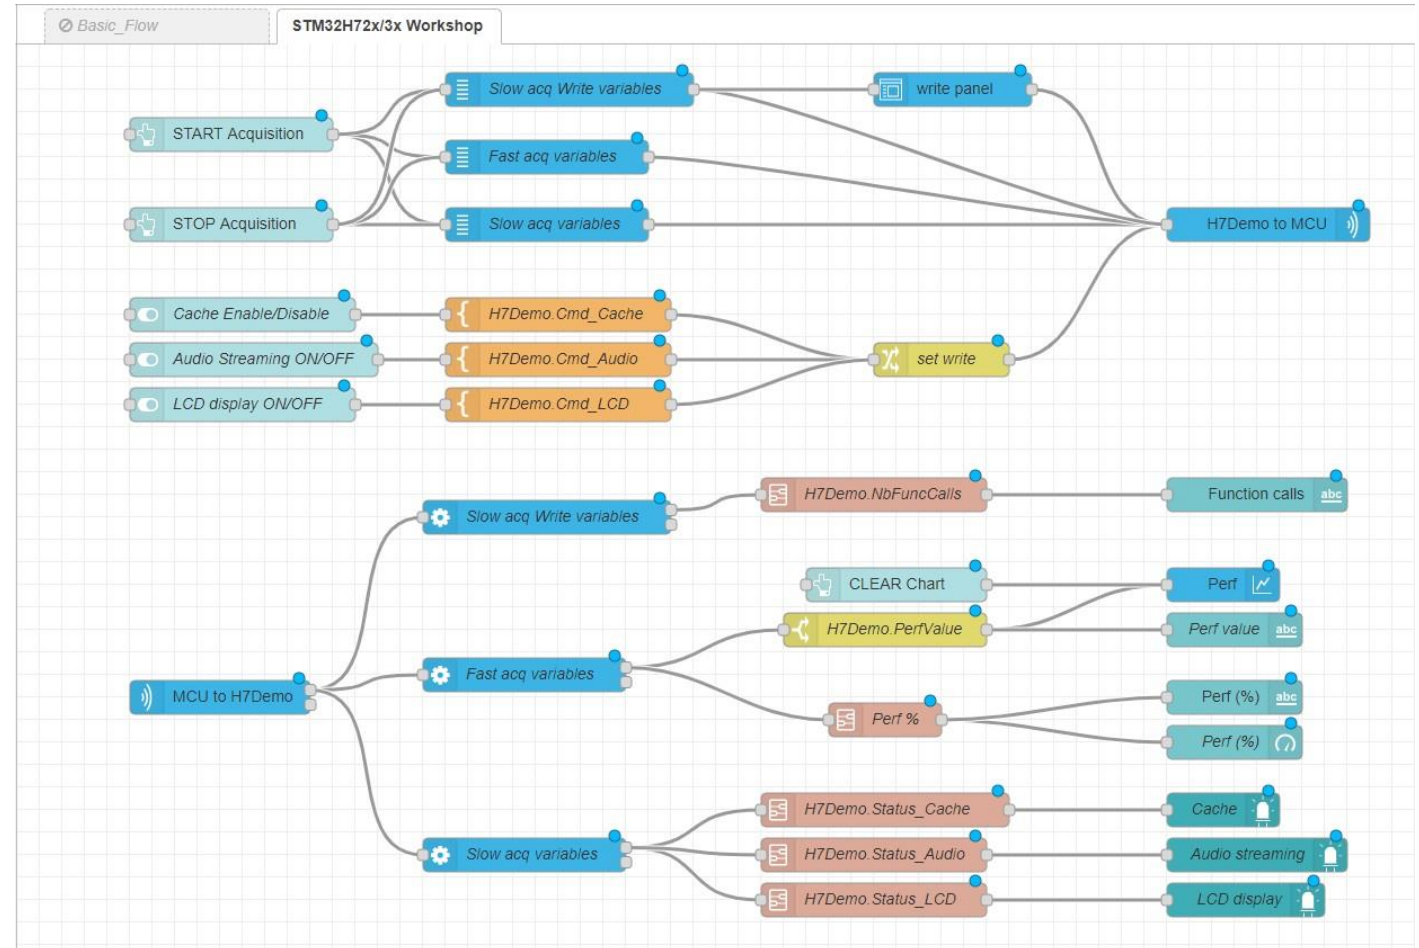 Basic_Flow
STM32H72x/3x Workshop
Slow acq Write variables
write panel
START Acquisition
Fast acq variables
STOP Acquisition
Slow acq variables
H7Demo to MCU
Cache Enable/Disable
H7Demo.Cmd_Cache
Audio Streaming ON/OFF
H7Demo.Cmd_Audio
set write
LCD display ON/OFF
H7Demo.Cmd_LCD
H7Demo.NbFuncCalls
Function calls
abc
Slow acq Write variables
CLEAR Chart
Perf
H7Demo.PerfValue
Perf value
abc
Fast acq variables
MCU to H7Demo
Perf (%)
abc
Perf %
Perf (%)
H7Demo.Status_Cache
Cache
Slow acq variables
H7Demo.Status_Audio
Audio streaming
H7Demo.Status_LCD
LCD display